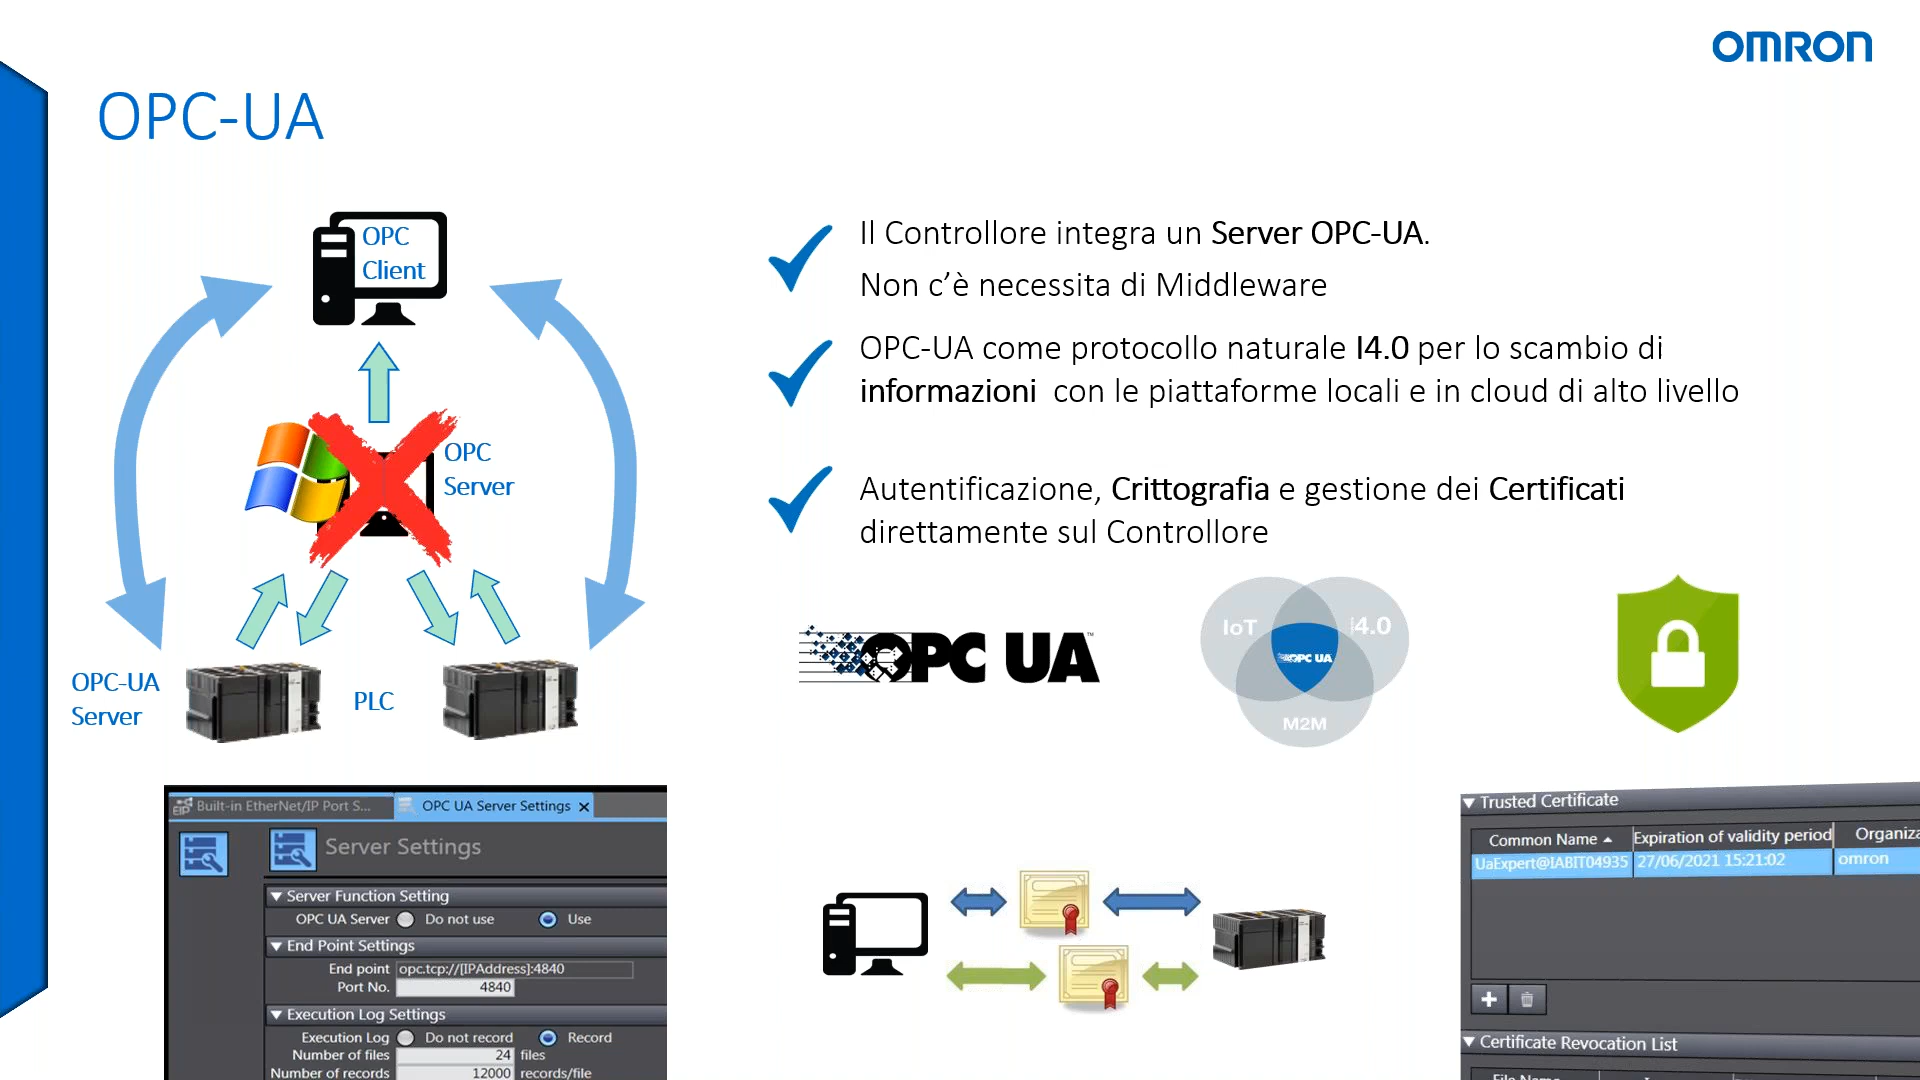 OMRON
OPC-UA
OPC
Client
OPC
Server
OPC-UA
Server
PLC
Il Controllore integra un Server OPC-UA.
Non c’è necessita di Middleware
OPC-UA come protocollo naturale I4.0 per lo scambio di
informazioni con le piattaforme locali e in cloud di alto livello
Autentificazione, Crittografia e gestione dei Certificati
direttamente sul Controllore
OPC UA
IoT
4.0
OPC UA
M2M
EIP Built-in EtherNet/IP Port S...
OPC UA Server Settings
Server Settings
Server Function Setting
OPC UA Server Do not use Use
End Point Settings
End point opc.tcp://[IPAddress]:4840
Port No. 4840
Execution Log Settings
Execution Log Do not record Record
Number of files 24 files
Number of records 12000 records/file
Trusted Certificate
Common Name Expiration of validity period Organiza
UaExpert@IABIT04935 27/06/2021 15:21:02 omron
Certificate Revocation List
File Name